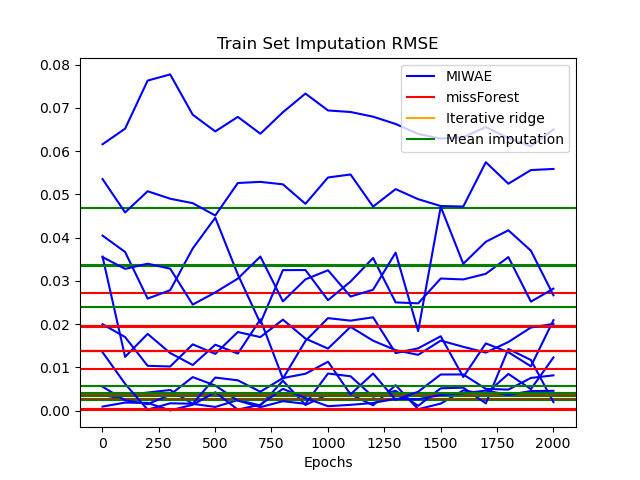 Train Set Imputation RMSE
0.08
0.07
0.06
0.05
0.04
0.03
0.02
0.01
0.00
MIWAE
missForest
Iterative ridge
Mean imputation
0 250 500 750 1000 1250 1500 1750 2000
Epochs